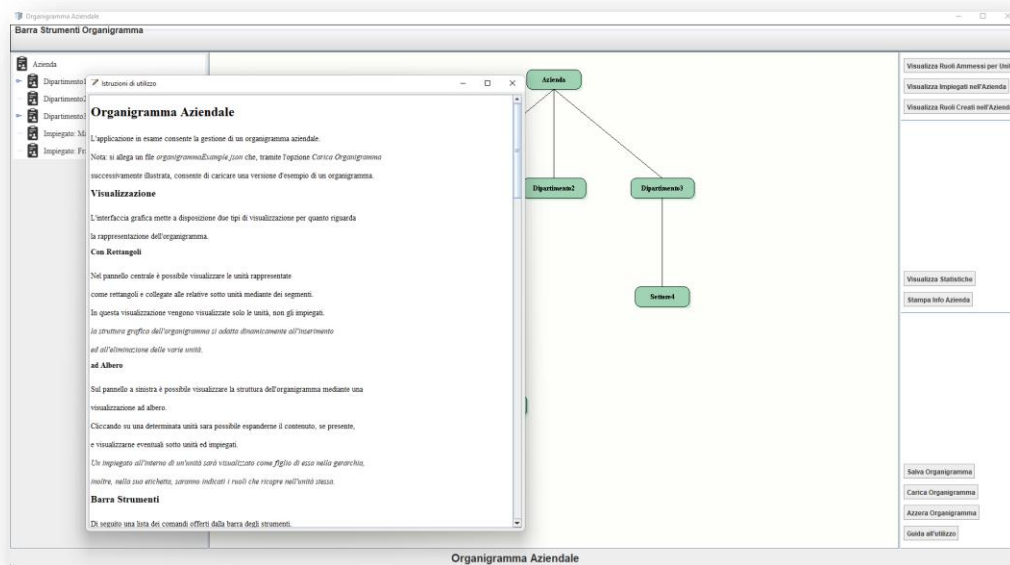 Organigramma Aziendale
Barra Strumenti Organigramma
Azienda
Dipartimento1
Dipartimento2
Dipartimento3
Impiegato:
Impiegato:
Istruzioni di utilizzo
Organigramma Aziendale
L'applicazione in esame consente la gestione di un organigramma aziendale.
Nota: si allega un file organigrammaExample.json che, tramite l'opzione Carica Organigramma
successivamente illustrata, consente di caricare una versione d'esempio di un organigramma.
Visualizzazione
L'interfaccia grafica mette a disposizione due tipi di visualizzazione per quanto riguarda
la rappresentazione dell'organigramma.
Con Rettangoli
Nel pannello centrale è possibile visualizzare le unità rappresentate
come rettangoli e collegate alle relative sotto unità mediante dei segmenti.
In questa visualizzazione vengono visualizzate solo le unità, non gli impiegati.
la struttura grafica dell'organigramma si adatta dinamicamente all'inserimento
ed all'eliminazione delle varie unità.
ad Albero
Sul pannello a sinistra è possibile visualizzare la struttura dell'organigramma mediante una
visualizzazione ad albero.
Cliccando su una determinata unità sara possibile espanderne il contenuto, se presente,
e visualizzarne eventuali sotto unità ed impiegati.
Un impiegato all'interno di un'unità sarà visualizzato come figlio di essa nella gerarchia,
inoltre, nella sua etichetta, saranno indicati i ruoli che ricopre nell'unità stessa.
Barra Strumenti
Di seguito una lista dei comandi offerti dalla barra degli strumenti.
Azienda
Dipartimento2
Dipartimento3
Settore4
Visualizza Ruoli Ammessi per Unit
Visualizza Impiegati nell'Azienda
Visualizza Ruoli Creati nell'Aziend
Visualizza Statistiche
Stampa Info Azienda
Salva Organigramma
Carica Organigramma
Azzera Organigramma
Guida all'utilizzo
Organigramma Aziendale